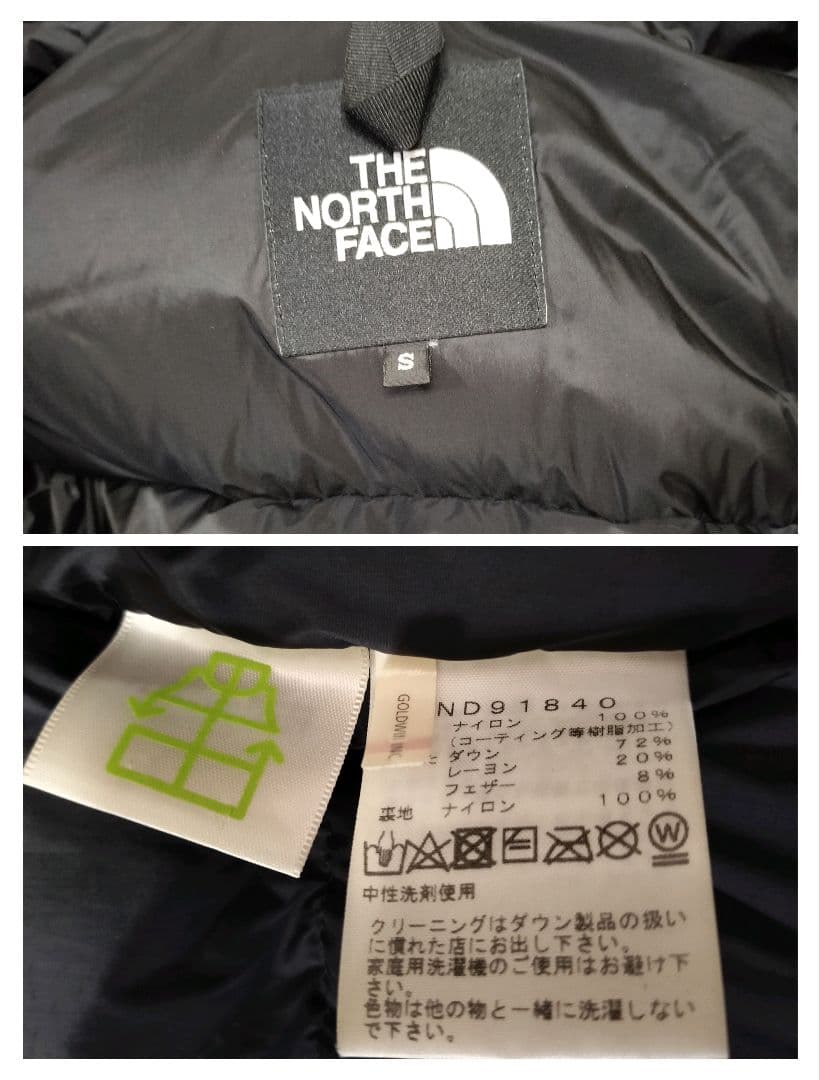 THE
NORTH
FACE
S
GOLDWIN INC.
ND91840
ナイロン 100%
(コーティング等樹脂加工)
ダウン 72%
レーヨン 20%
フェザー 8%
裏地 ナイロン 100%
W
中性洗剤使用
クリーニングはダウン製品の扱い
に慣れた店にお出し下さい。
家庭用洗濯機のご使用はお避け下
さい。
色物は他の物と一緒に洗濯しない
で下さい。